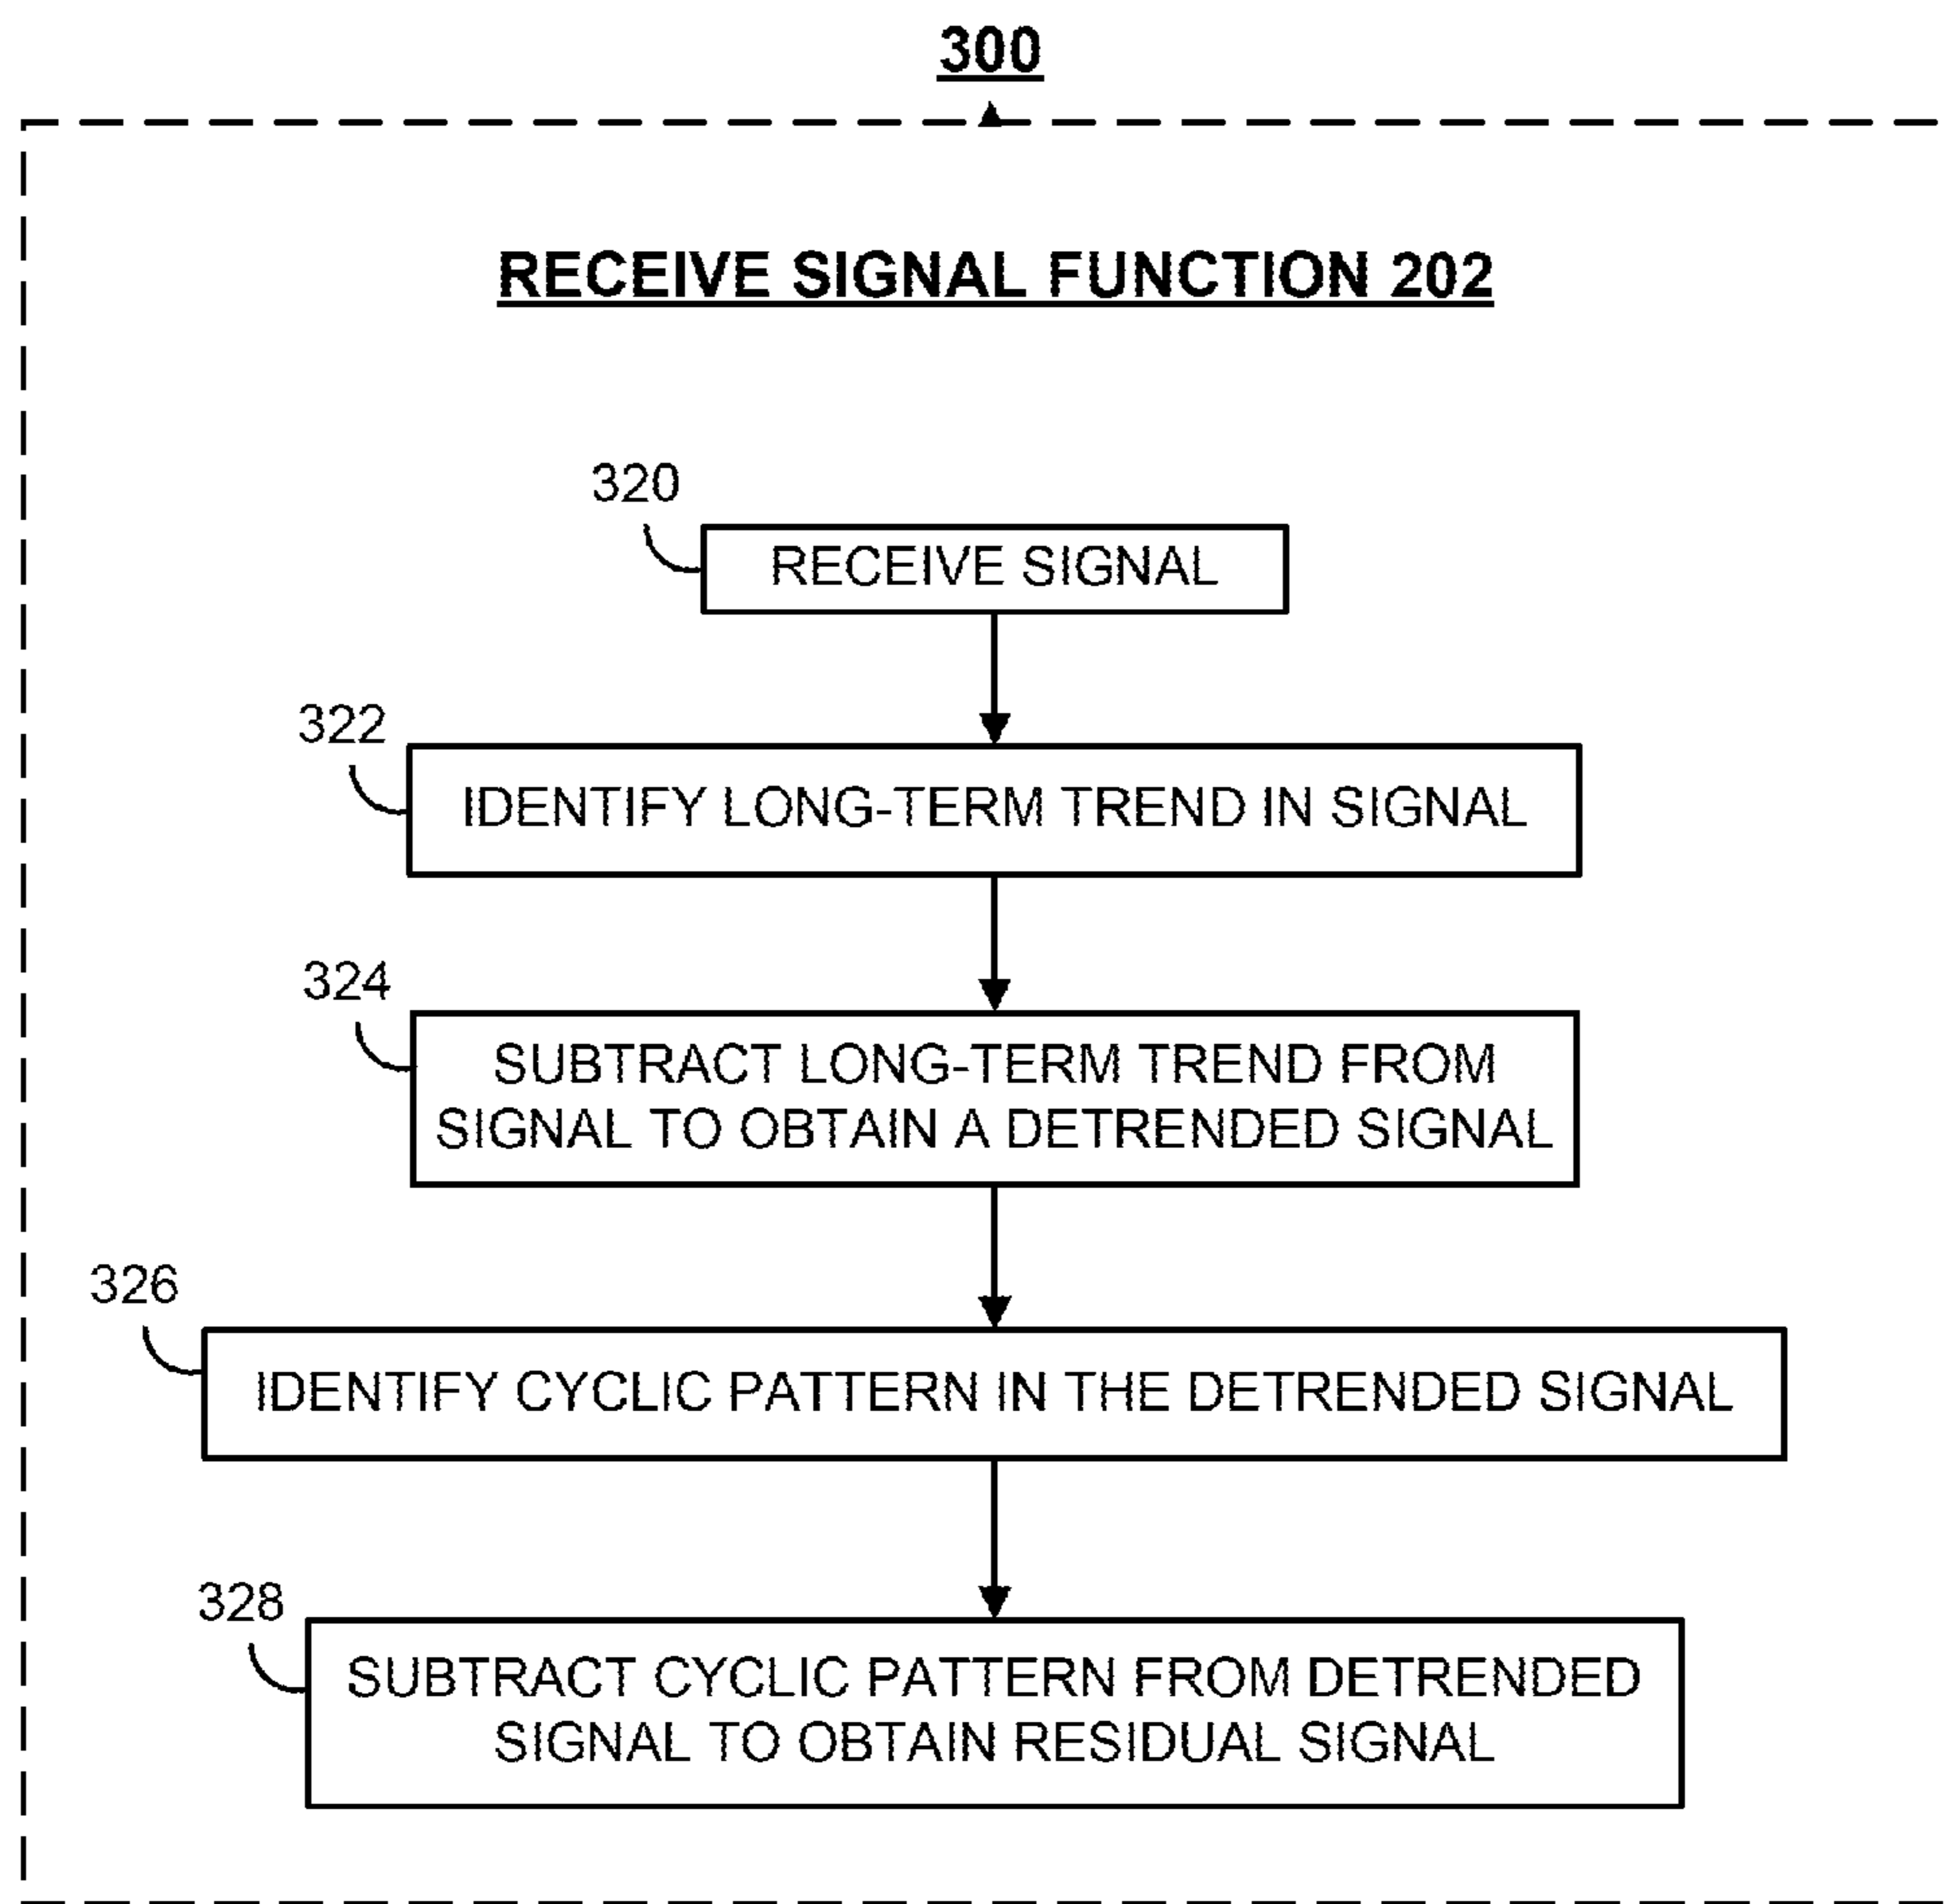 300
RECEIVE SIGNAL FUNCTION 202
320
RECEIVE SIGNAL
322
IDENTIFY LONG-TERM TREND IN SIGNAL
324
SUBTRACT LONG-TERM TREND FROM
SIGNAL TO OBTAIN A DETRENDED SIGNAL
326
IDENTIFY CYCLIC PATTERN IN THE DETRENDED SIGNAL
328
SUBTRACT CYCLIC PATTERN FROM DETRENDED
SIGNAL TO OBTAIN RESIDUAL SIGNAL